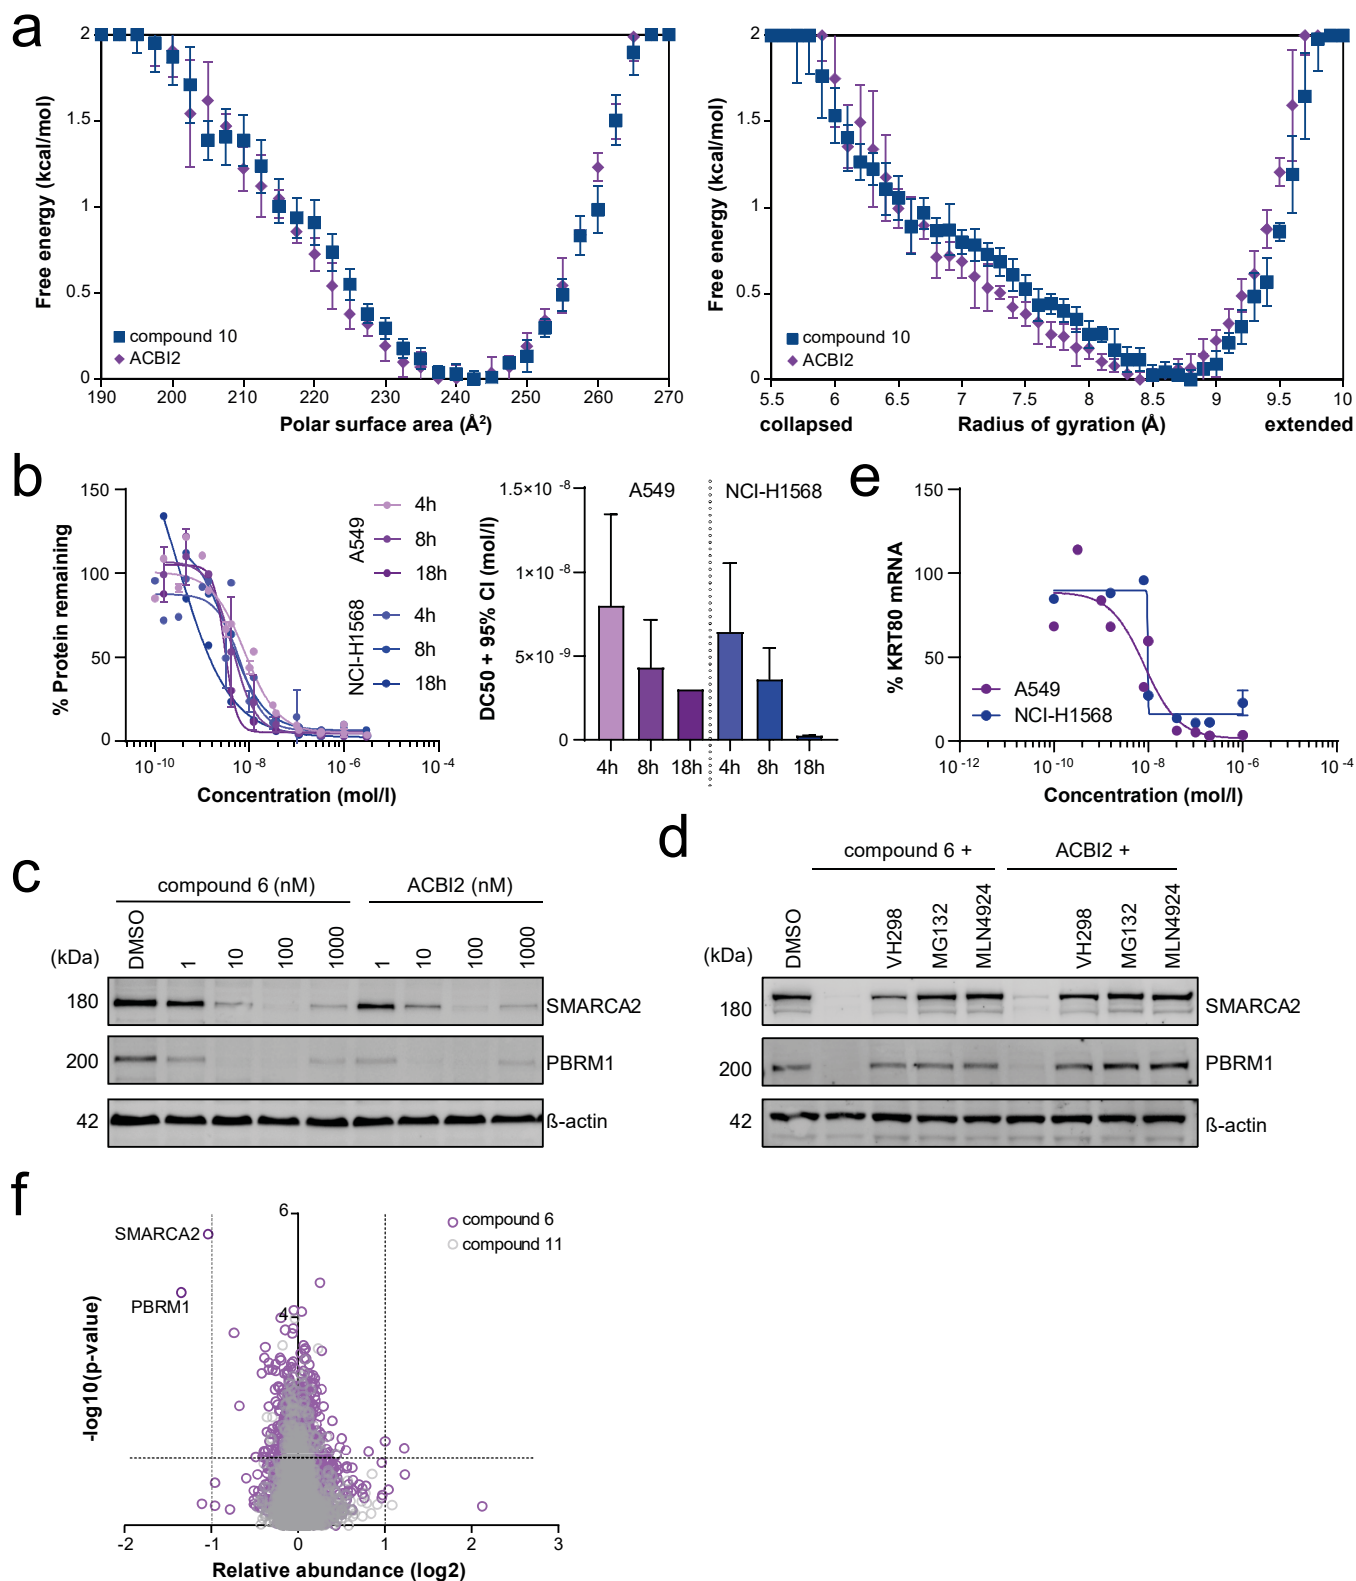 a
2
1.5
1
0.5
0
Free energy (kcal/mol)
compound 10
ACBI2
190 200 210 220 230 240 250 260 270
Polar surface area (Å²)
2
1.5
1
0.5
0
Free energy (kcal/mol)
compound 10
ACBI2
5.5 6 6.5 7 7.5 8 8.5 9 9.5 10
collapsed Radius of gyration (Å) extended
b
150
100
50
0
% Protein remaining
10-10 10-8 10-6 10-4
Concentration (mol/l)
A549
4h
8h
18h
NCI-H1568
4h
8h
18h
DC50 + 95% CI (mol/l)
1.5×10 -8
1×10 -8
5×10 -9
0
A549 NCI-H1568
4h 8h 18h 4h 8h 18h
e
150
100
50
0
% KRT80 mRNA
A549
NCI-H1568
10-12 10-10 10-8 10-6 10-4
Concentration (mol/l)
c
compound 6 (nM) ACBI2 (nM)
(kDa) DMSO 1 10 100 1000 1 10 100 1000
180 SMARCA2
200 PBRM1
42 ß-actin
d
compound 6 + ACBI2 +
(kDa) DMSO VH298 MG132 MLN4924 VH298 MG132 MLN4924
180 SMARCA2
200 PBRM1
42 ß-actin
f
6
4
-log10(p-value)
SMARCA2
PBRM1
compound 6
compound 11
-2 -1 0 1 2 3
Relative abundance (log2)